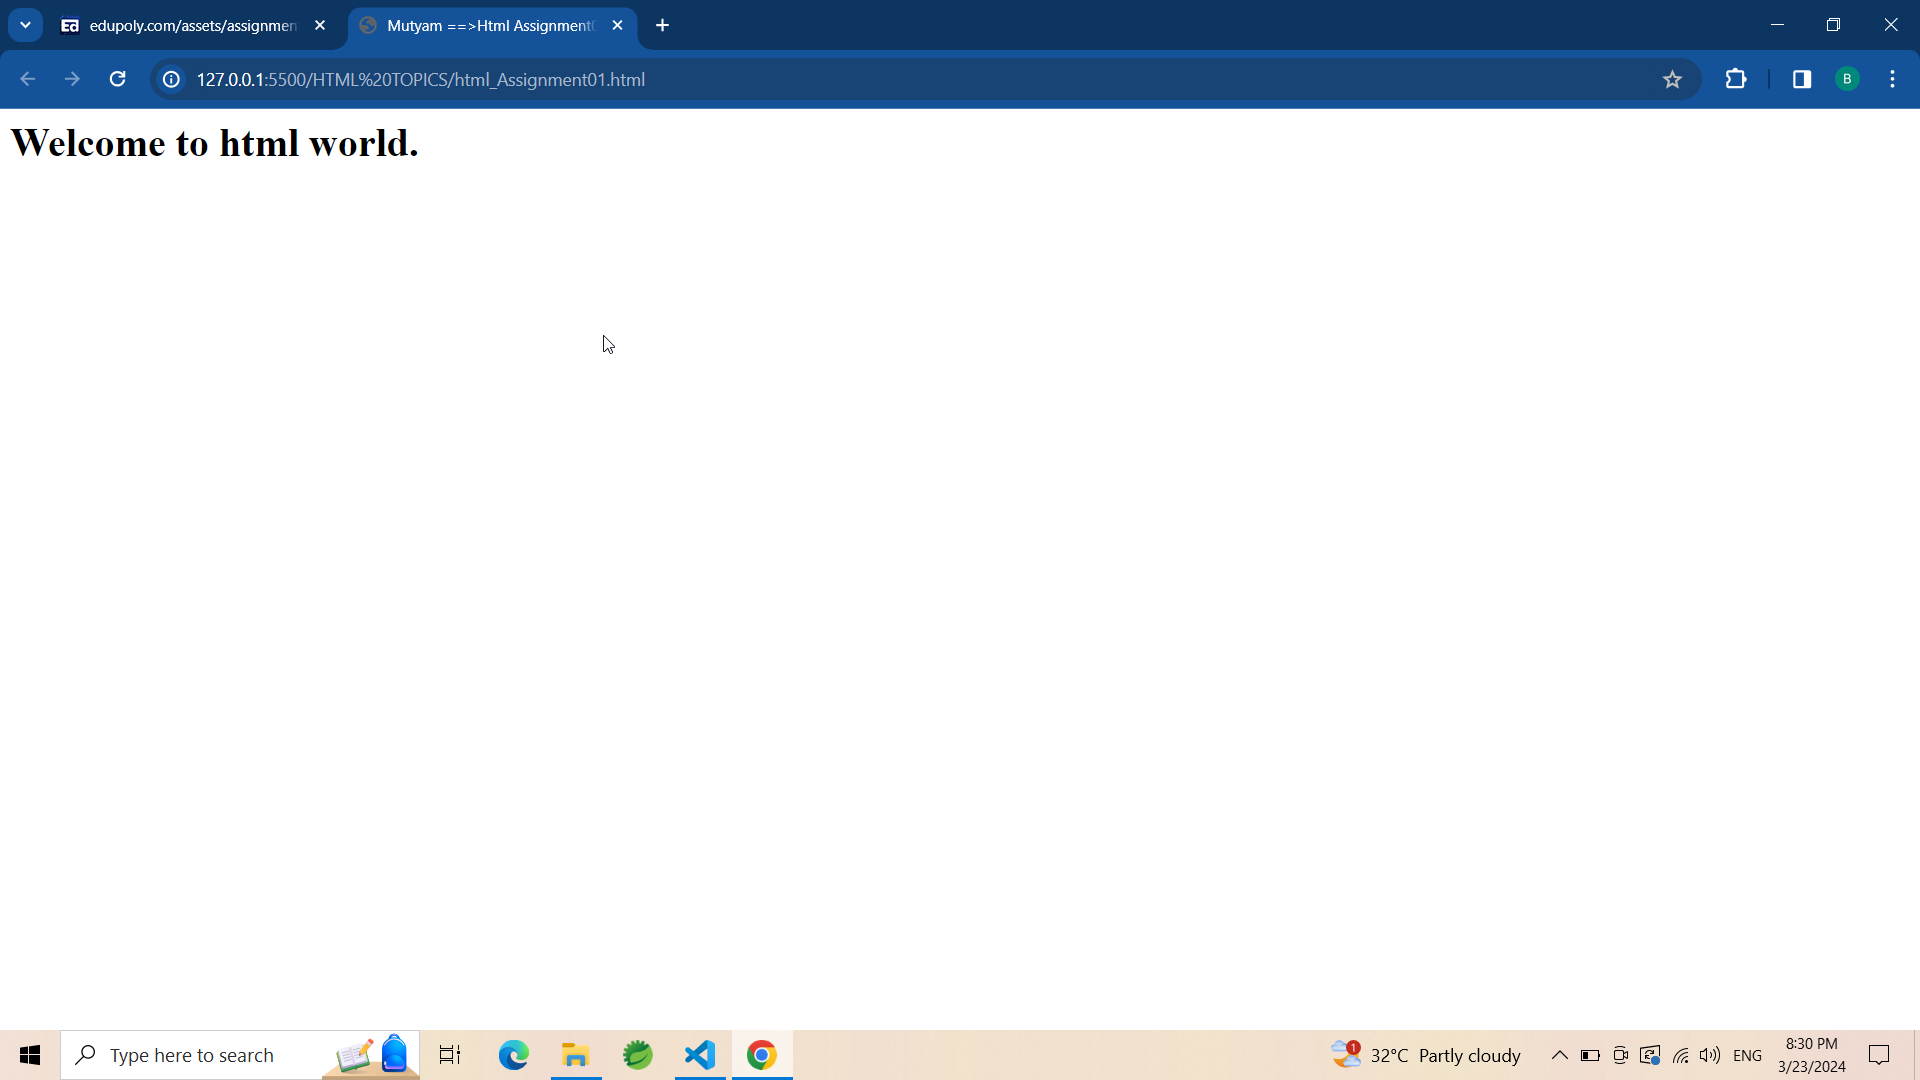 Ed edupoly.com/assets/assignmen
Mutyam ==>Html Assignment
127.0.0.1:5500/HTML%20TOPICS/html_Assignment01.html
B
Welcome to html world.
Type here to search
1
32°C Partly cloudy
ENG
8:30 PM
3/23/2024